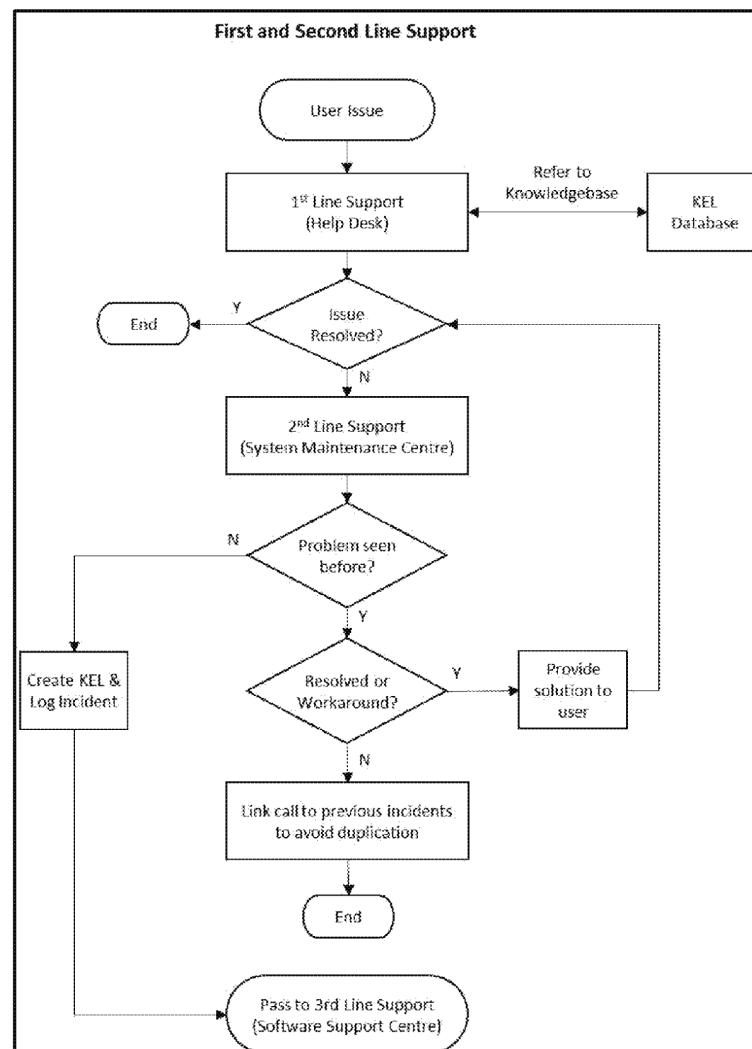 First and Second Line Support
User Issue
1st Line Support
(Help Desk)
Refer to
Knowledgebase
KEL
Database
Issue
Resolved?
Y
End
N
2nd Line Support
(System Maintenance Centre)
Problem seen
before?
N
Y
Create KEL &
Log Incident
Resolved or
Workaround?
Y
Provide
solution to
user
N
Link call to previous incidents
to avoid duplication
End
Pass to 3rd Line Support
(Software Support Centre)